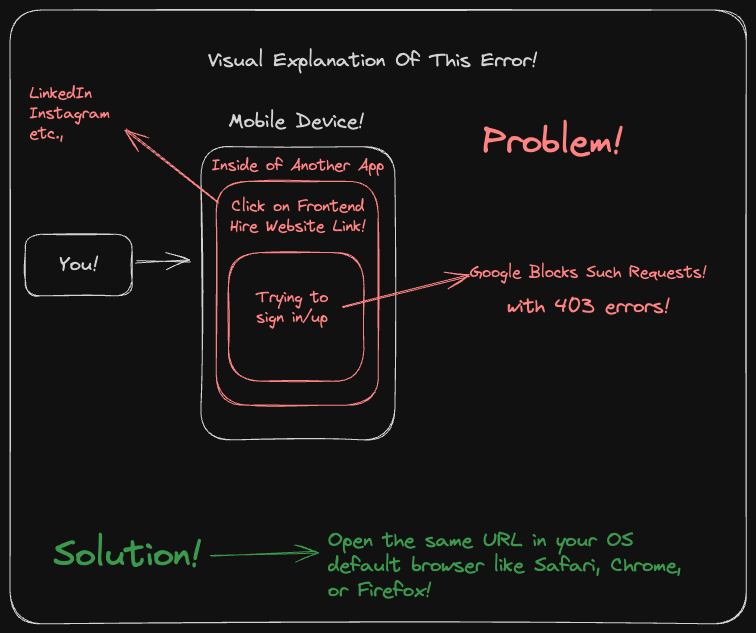 Visual Explanation Of This Error!
LinkedIn
Instagram
etc.,
Mobile Device!
Problem!
Inside of Another App
Click on Frontend
Hire Website Link!
You!
Trying to
sign in/up
Google Blocks Such Requests!
with 403 errors!
Solution!
Open the same URL in your OS
default browser like Safari, Chrome,
or Firefox!